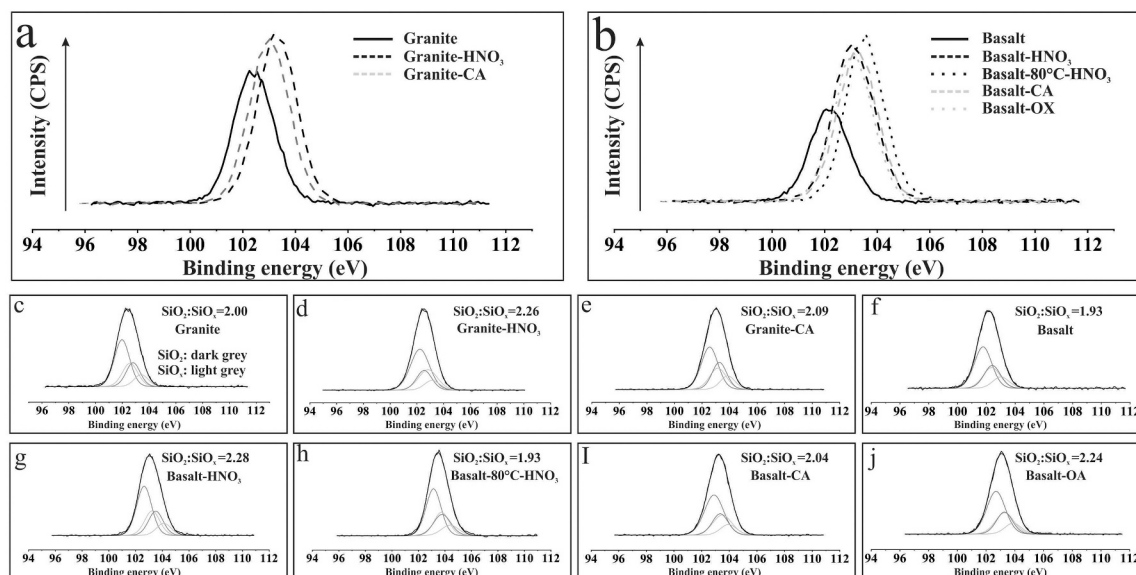 a
Granite
Granite-HNO₃
Granite-CA
Intensity (CPS)
94 96 98 100 102 104 106 108 110 112
Binding energy (eV)
b
Basalt
Basalt-HNO₃
Basalt-80°C-HNO₃
Basalt-CA
Basalt-OX
Intensity (CPS)
94 96 98 100 102 104 106 108 110 112
Binding energy (eV)
c
SiO₂:SiOₓ=2.00
Granite
SiO₂: dark grey
SiOₓ: light grey
96 98 100 102 104 106 108 110 112
Binding energy (eV)
d
SiO₂:SiOₓ=2.26
Granite-HNO₃
94 96 98 100 102 104 106 108 110 112
Binding energy (eV)
e
SiO₂:SiOₓ=2.09
Granite-CA
94 96 98 100 102 104 106 108 110 112
Binding energy (eV)
f
SiO₂:SiOₓ=1.93
Basalt
94 96 98 100 102 104 106 108 110 112
Binding energy (eV)
g
SiO₂:SiOₓ=2.28
Basalt-HNO₃
96 98 100 102 104 106 108 110 112
Binding energy (eV)
h
SiO₂:SiOₓ=1.93
Basalt-80°C-HNO₃
94 96 98 100 102 104 106 108 110 112
Binding energy (eV)
I
SiO₂:SiOₓ=2.04
Basalt-CA
94 96 98 100 102 104 106 108 110 112
Binding energy (eV)
j
SiO₂:SiOₓ=2.24
Basalt-OA
94 96 98 100 102 104 106 108 110 112
Binding energy (eV)